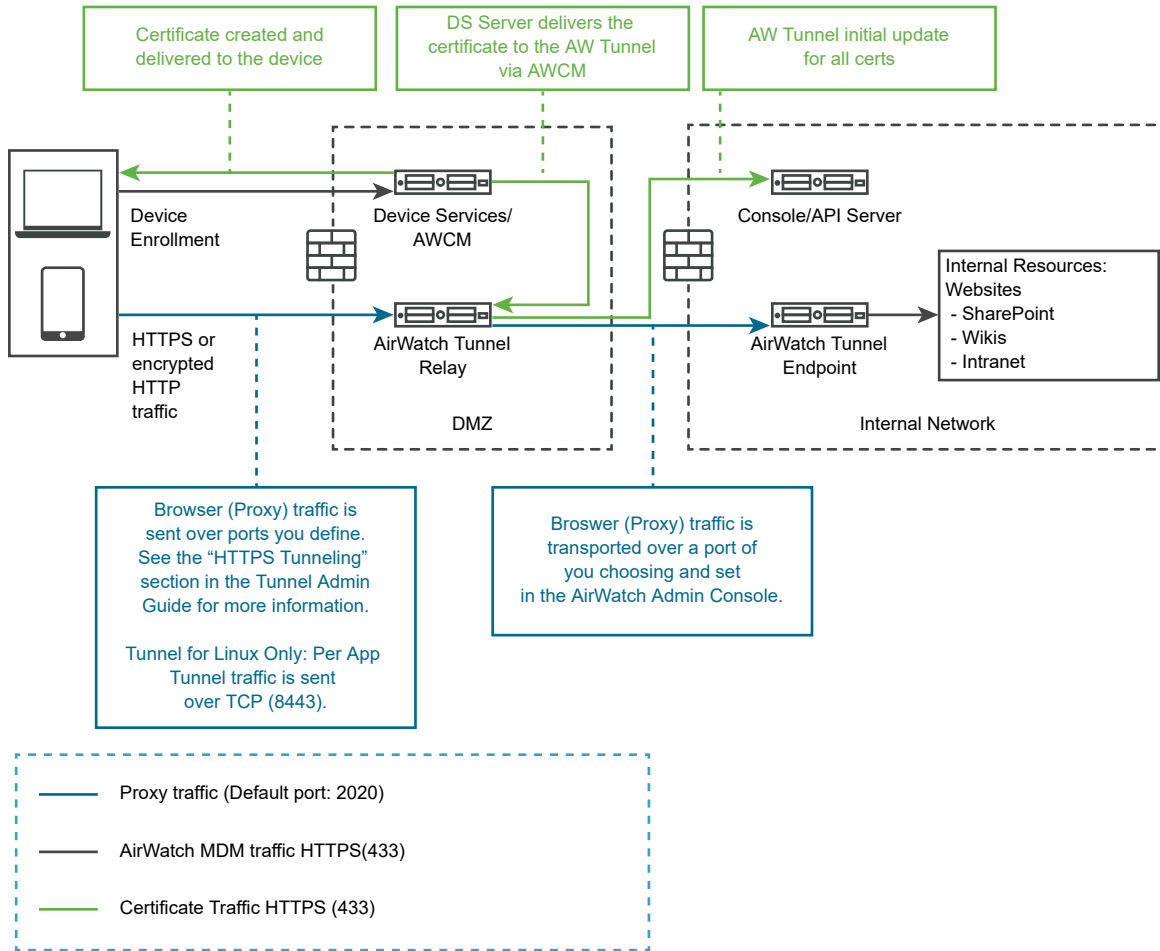 Certificate created and
delivered to the device
DS Server delivers the
certificate to the AW Tunnel
via AWCM
AW Tunnel initial update
for all certs
Device
Enrollment
Device Services/
AWCM
Console/API Server
HTTPS or
encrypted
HTTP
traffic
AirWatch Tunnel
Relay
AirWatch Tunnel
Endpoint
Internal Resources:
Websites
- SharePoint
- Wikis
- Intranet
DMZ
Internal Network
Browser (Proxy) traffic is
sent over ports you define.
See the “HTTPS Tunneling”
section in the Tunnel Admin
Guide for more information.
Tunnel for Linux Only: Per App
Tunnel traffic is sent
over TCP (8443).
Broswer (Proxy) traffic is
transported over a port of
you choosing and set
in the AirWatch Admin Console.
Proxy traffic (Default port: 2020)
AirWatch MDM traffic HTTPS(433)
Certificate Traffic HTTPS (433)